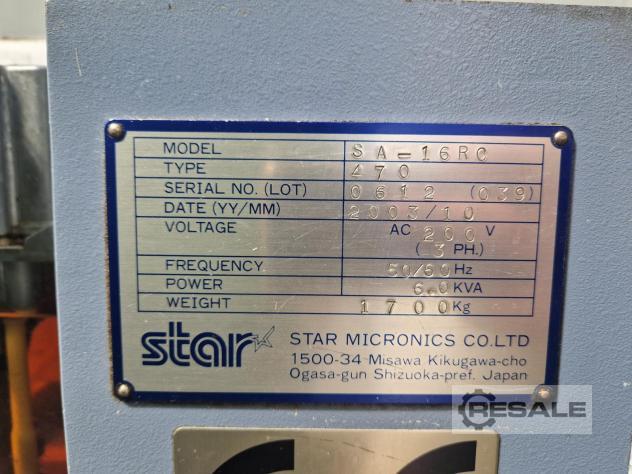 MODEL SA-16RC
TYPE 470
SERIAL NO. (LOT) 0612 (039)
DATE (YY/MM) 2003/10
VOLTAGE AC 200 V
(3 PH.)
FREQUENCY 50/60 Hz
POWER 6.0 KVA
WEIGHT 1700 Kg
star STAR MICRONICS CO.LTD
1500-34 Misawa Kikugawa-cho
Ogasa-gun Shizuoka-pref. Japan
RESALE
CE